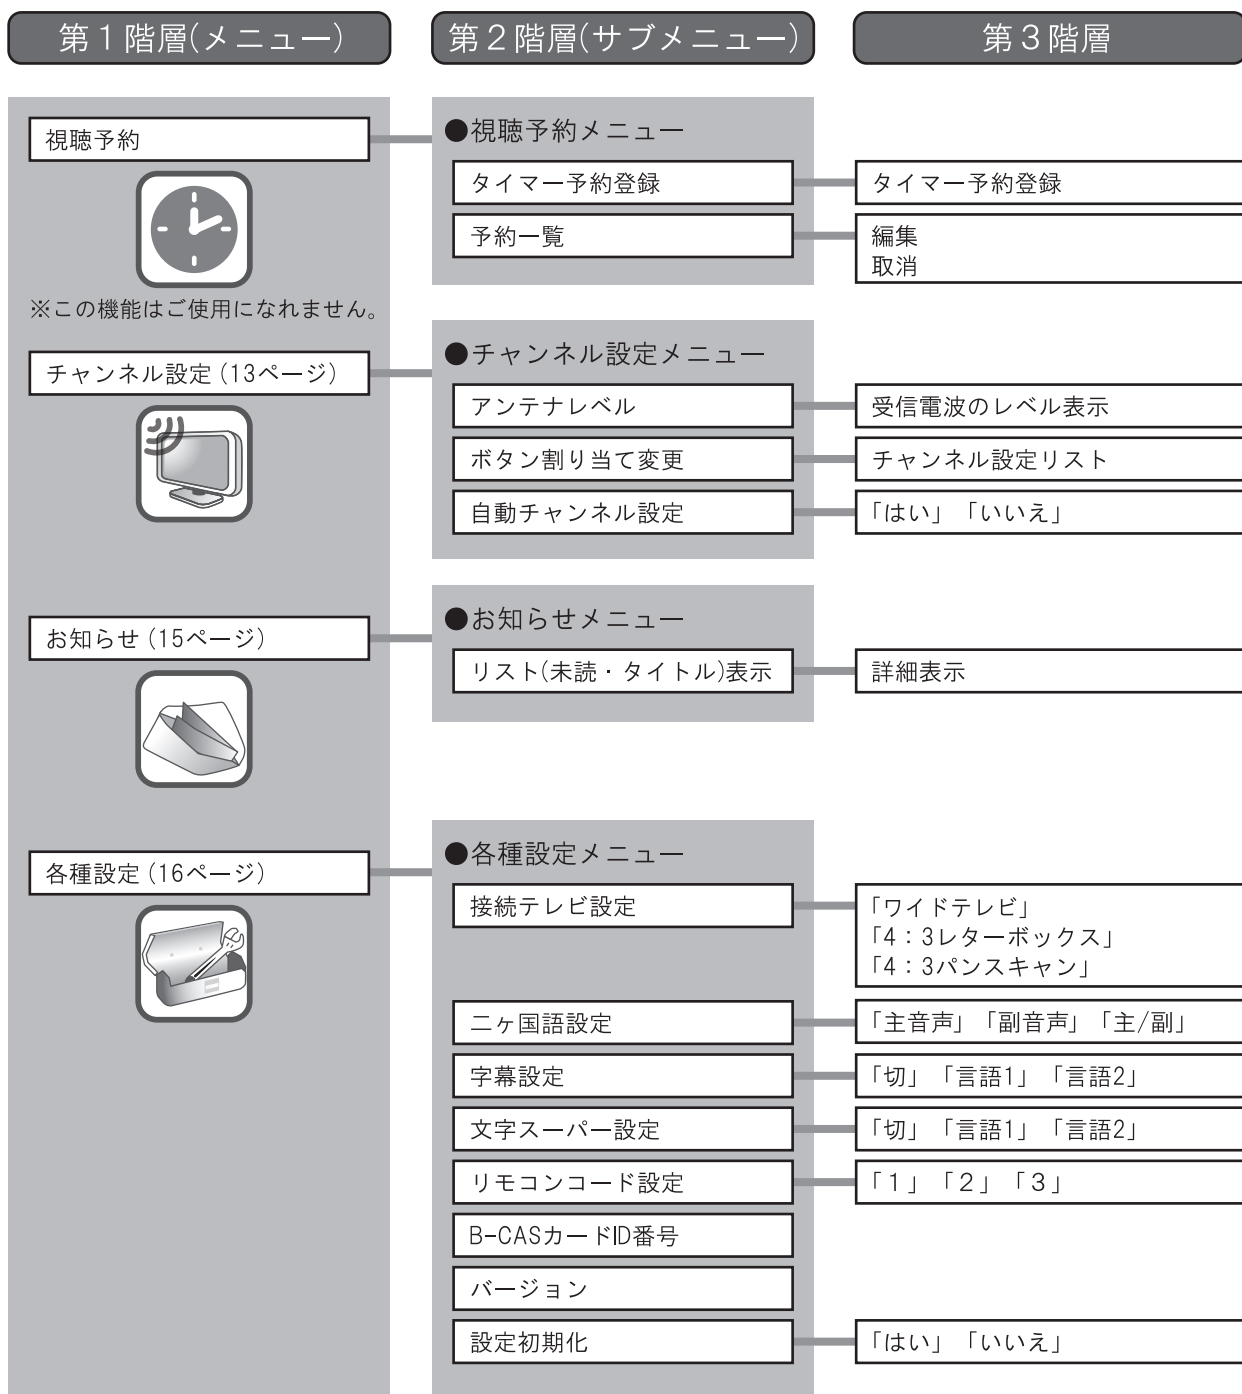 第1階層(メニュー)
第2階層(サブメニュー)
第3階層
視聴予約
※この機能はご使用になれません。
●視聴予約メニュー
タイマー予約登録
タイマー予約登録
予約一覧
編集
取消
チャンネル設定(13ページ)
●チャンネル設定メニュー
アンテナレベル
受信電波のレベル表示
ボタン割り当て変更
チャンネル設定リスト
自動チャンネル設定
「はい」「いいえ」
お知らせ(15ページ)
●お知らせメニュー
リスト(未読・タイトル)表示
詳細表示
各種設定(16ページ)
●各種設定メニュー
接続テレビ設定
「ワイドテレビ」
「4:3レターボックス」
「4:3パンスキャン」
二ヶ国語設定
「主音声」「副音声」「主/副」
字幕設定
「切」「言語1」「言語2」
文字スーパー設定
「切」「言語1」「言語2」
リモコンコード設定
「1」「2」「3」
B-CASカードID番号
バージョン
設定初期化
「はい」「いいえ」